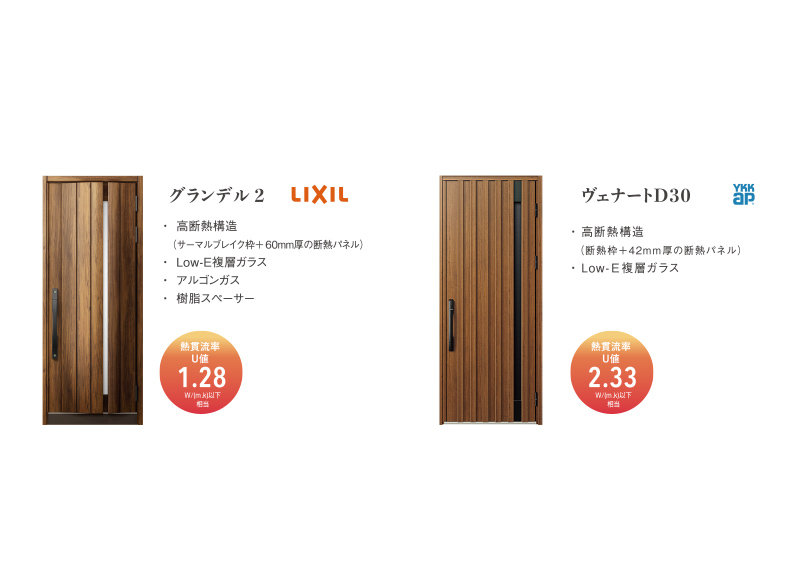 グランデル2
LIXIL
・ 高断熱構造
（サーマルブレイク枠＋60mm厚の断熱パネル）
・ Low-E複層ガラス
・ アルゴンガス
・ 樹脂スペーサー
熱貫流率
U値
1.28
W/(m.k)以下
相当
ヴェナートD30
YKK
ap
・ 高断熱構造
（断熱枠＋42mm厚の断熱パネル）
・ Low-E複層ガラス
熱貫流率
U値
2.33
W/(m.k)以下
相当